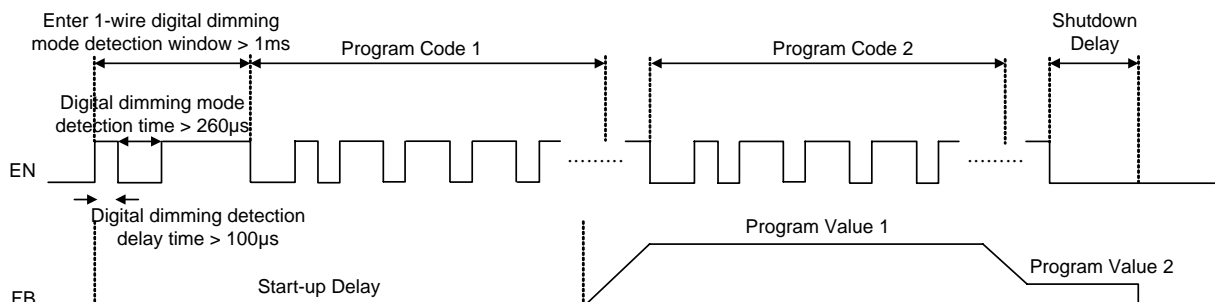 Enter 1-wire digital dimming
mode detection window > 1ms
Program Code 1
Program Code 2
Shutdown
Delay
Digital dimming mode
detection time > 260µs
EN
Digital dimming detection
delay time > 100µs
Program Value 1
Program Value 2
Start-up Delay
FB